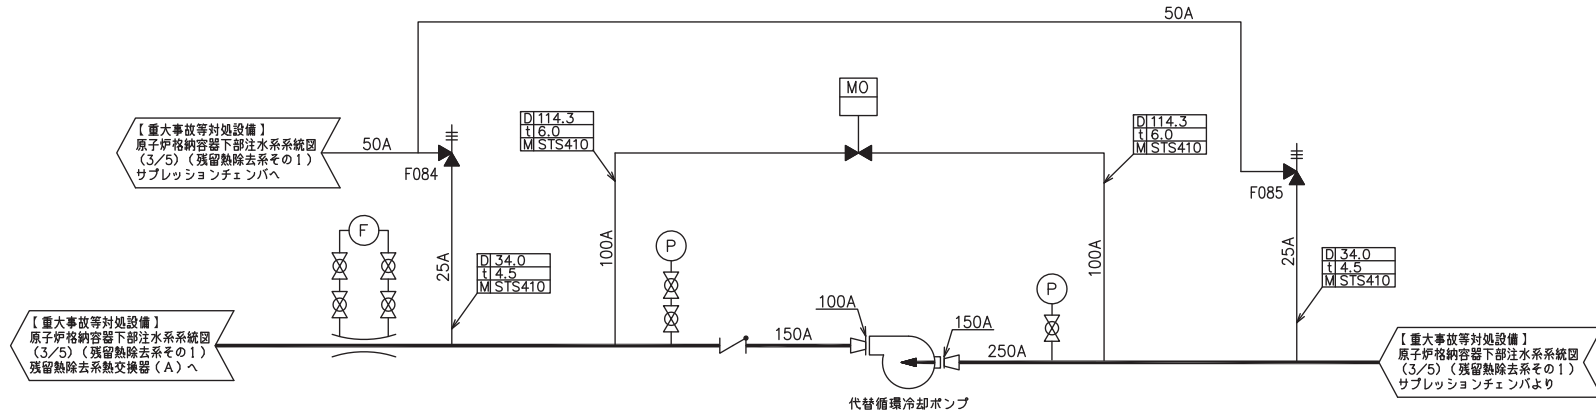 50A
MO
【 重大事故等対処設備 】
原子炉格納容器下部注水系系統図
(3/5) (残留熱除去系その1)
サプレッションチェンバへ
50A
F084
D 114.3
t 6.0
M STS410
D 114.3
t 6.0
M STS410
F085
F
25A
D 34.0
t 4.5
M STS410
100A
P
100A
P
25A
D 34.0
t 4.5
M STS410
【 重大事故等対処設備 】
原子炉格納容器下部注水系系統図
(3/5) (残留熱除去系その1)
残留熱除去系熱交換器 (A) へ
150A
100A
150A
250A
代替循環冷却ポンプ
【 重大事故等対処設備 】
原子炉格納容器下部注水系系統図
(3/5) (残留熱除去系その1)
サプレッションチェンバより